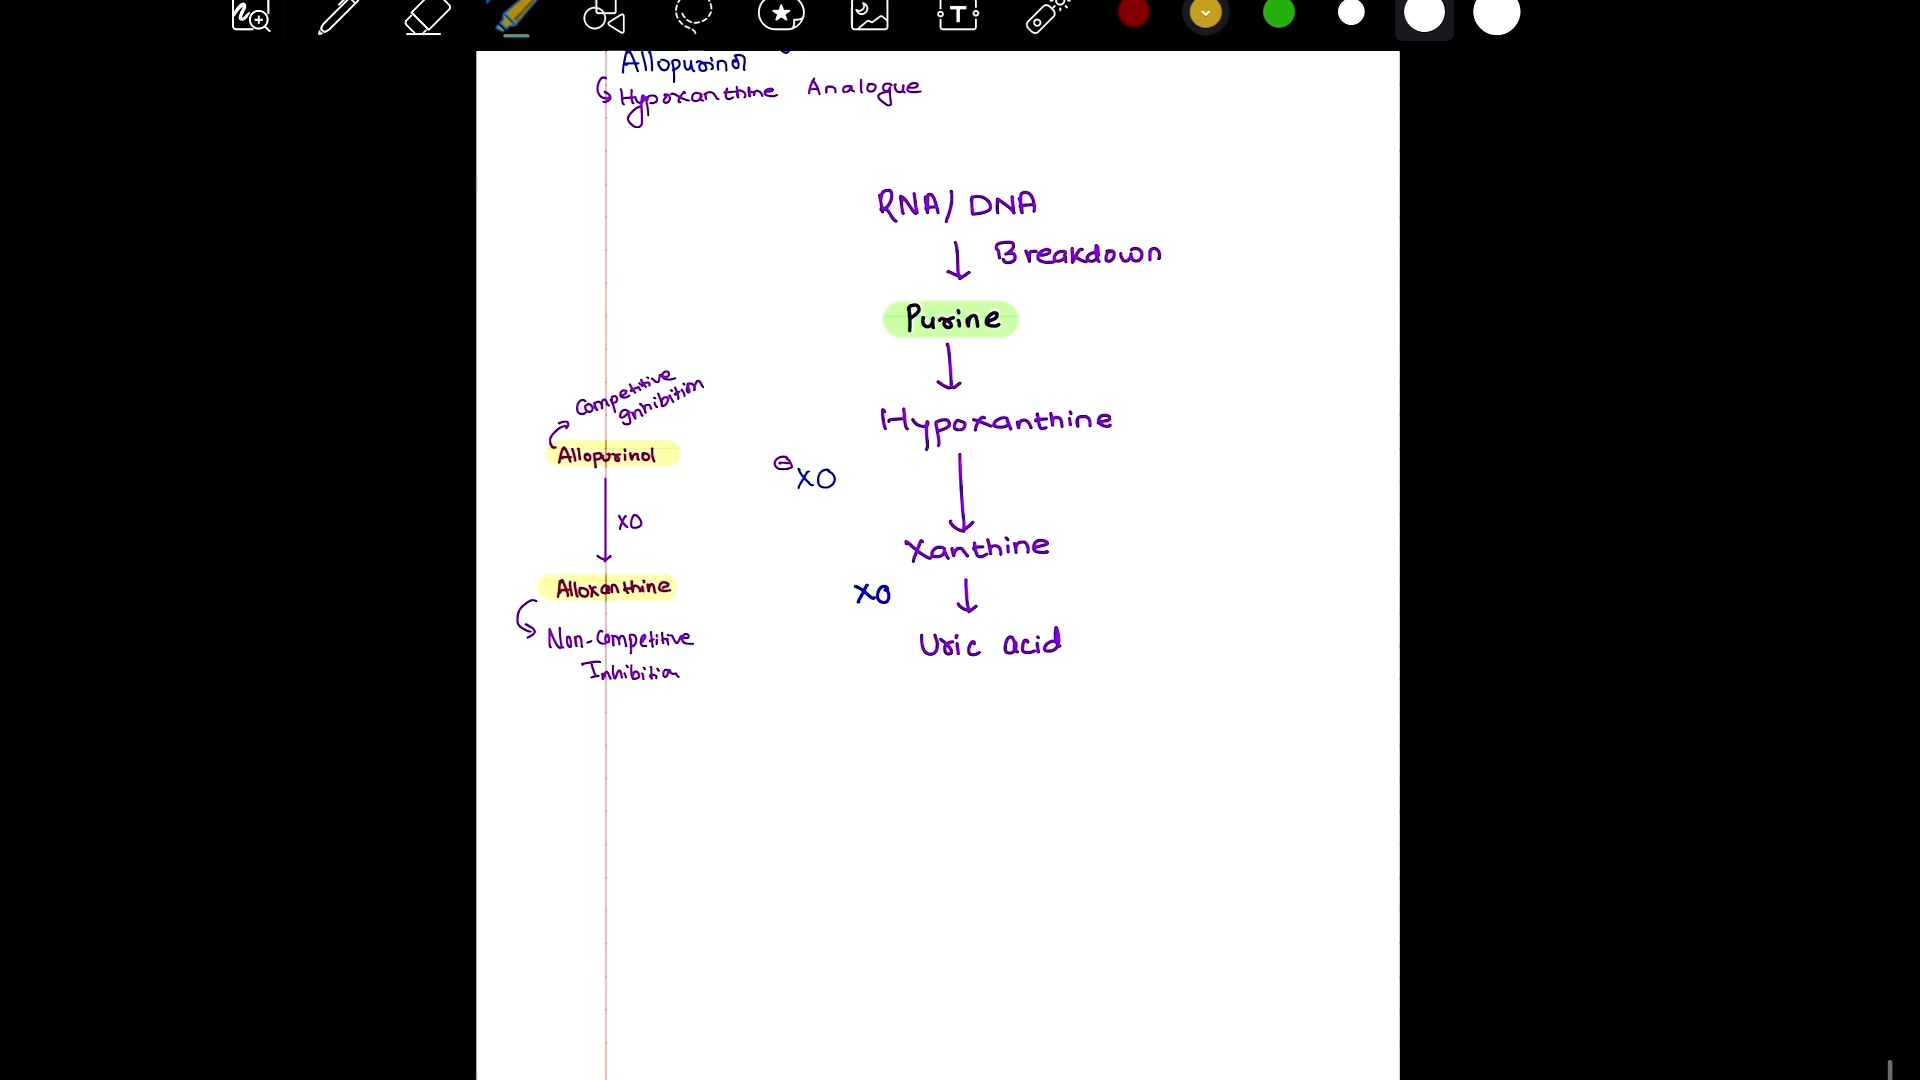 Allopurinol
Hypoxanthine Analogue
RNA/ DNA
Breakdown
Purine
Competitive
Inhibition
Hypoxanthine
Allopurinol
⊖
XO
XO
Xanthine
Alloxanthine
XO
Non-Competitive
Inhibition
Uric acid